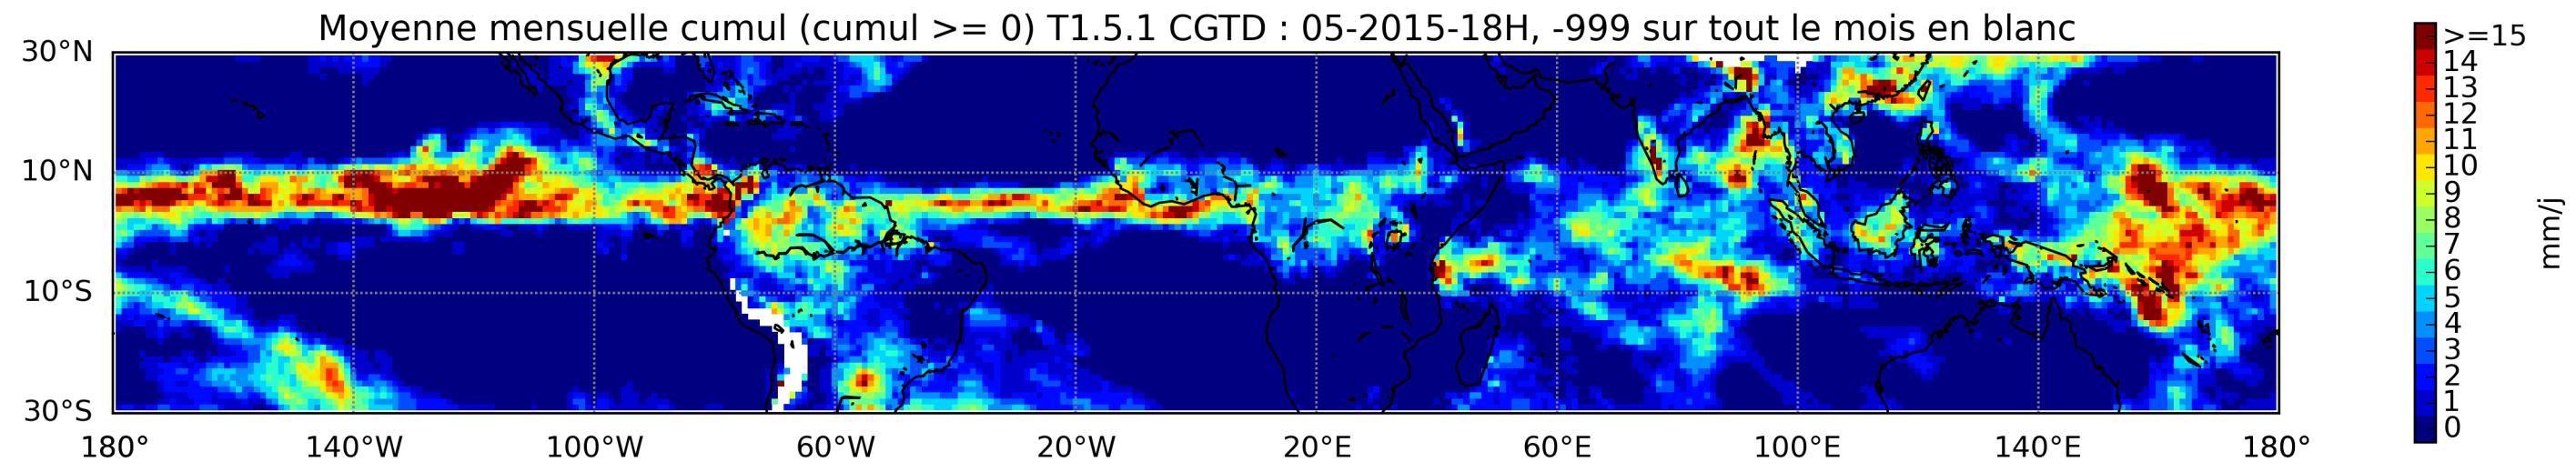 Moyenne mensuelle cumul (cumul >= 0) T1.5.1 CGTD : 05-2015-18H, -999 sur tout le mois en blanc
30°N
10°N
10°S
30°S
180° 140°W 100°W 60°W 20°W 20°E 60°E 100°E 140°E 180°
>=15
14
13
12
11
10
9
8
7
6
5
4
3
2
1
0
mm/j